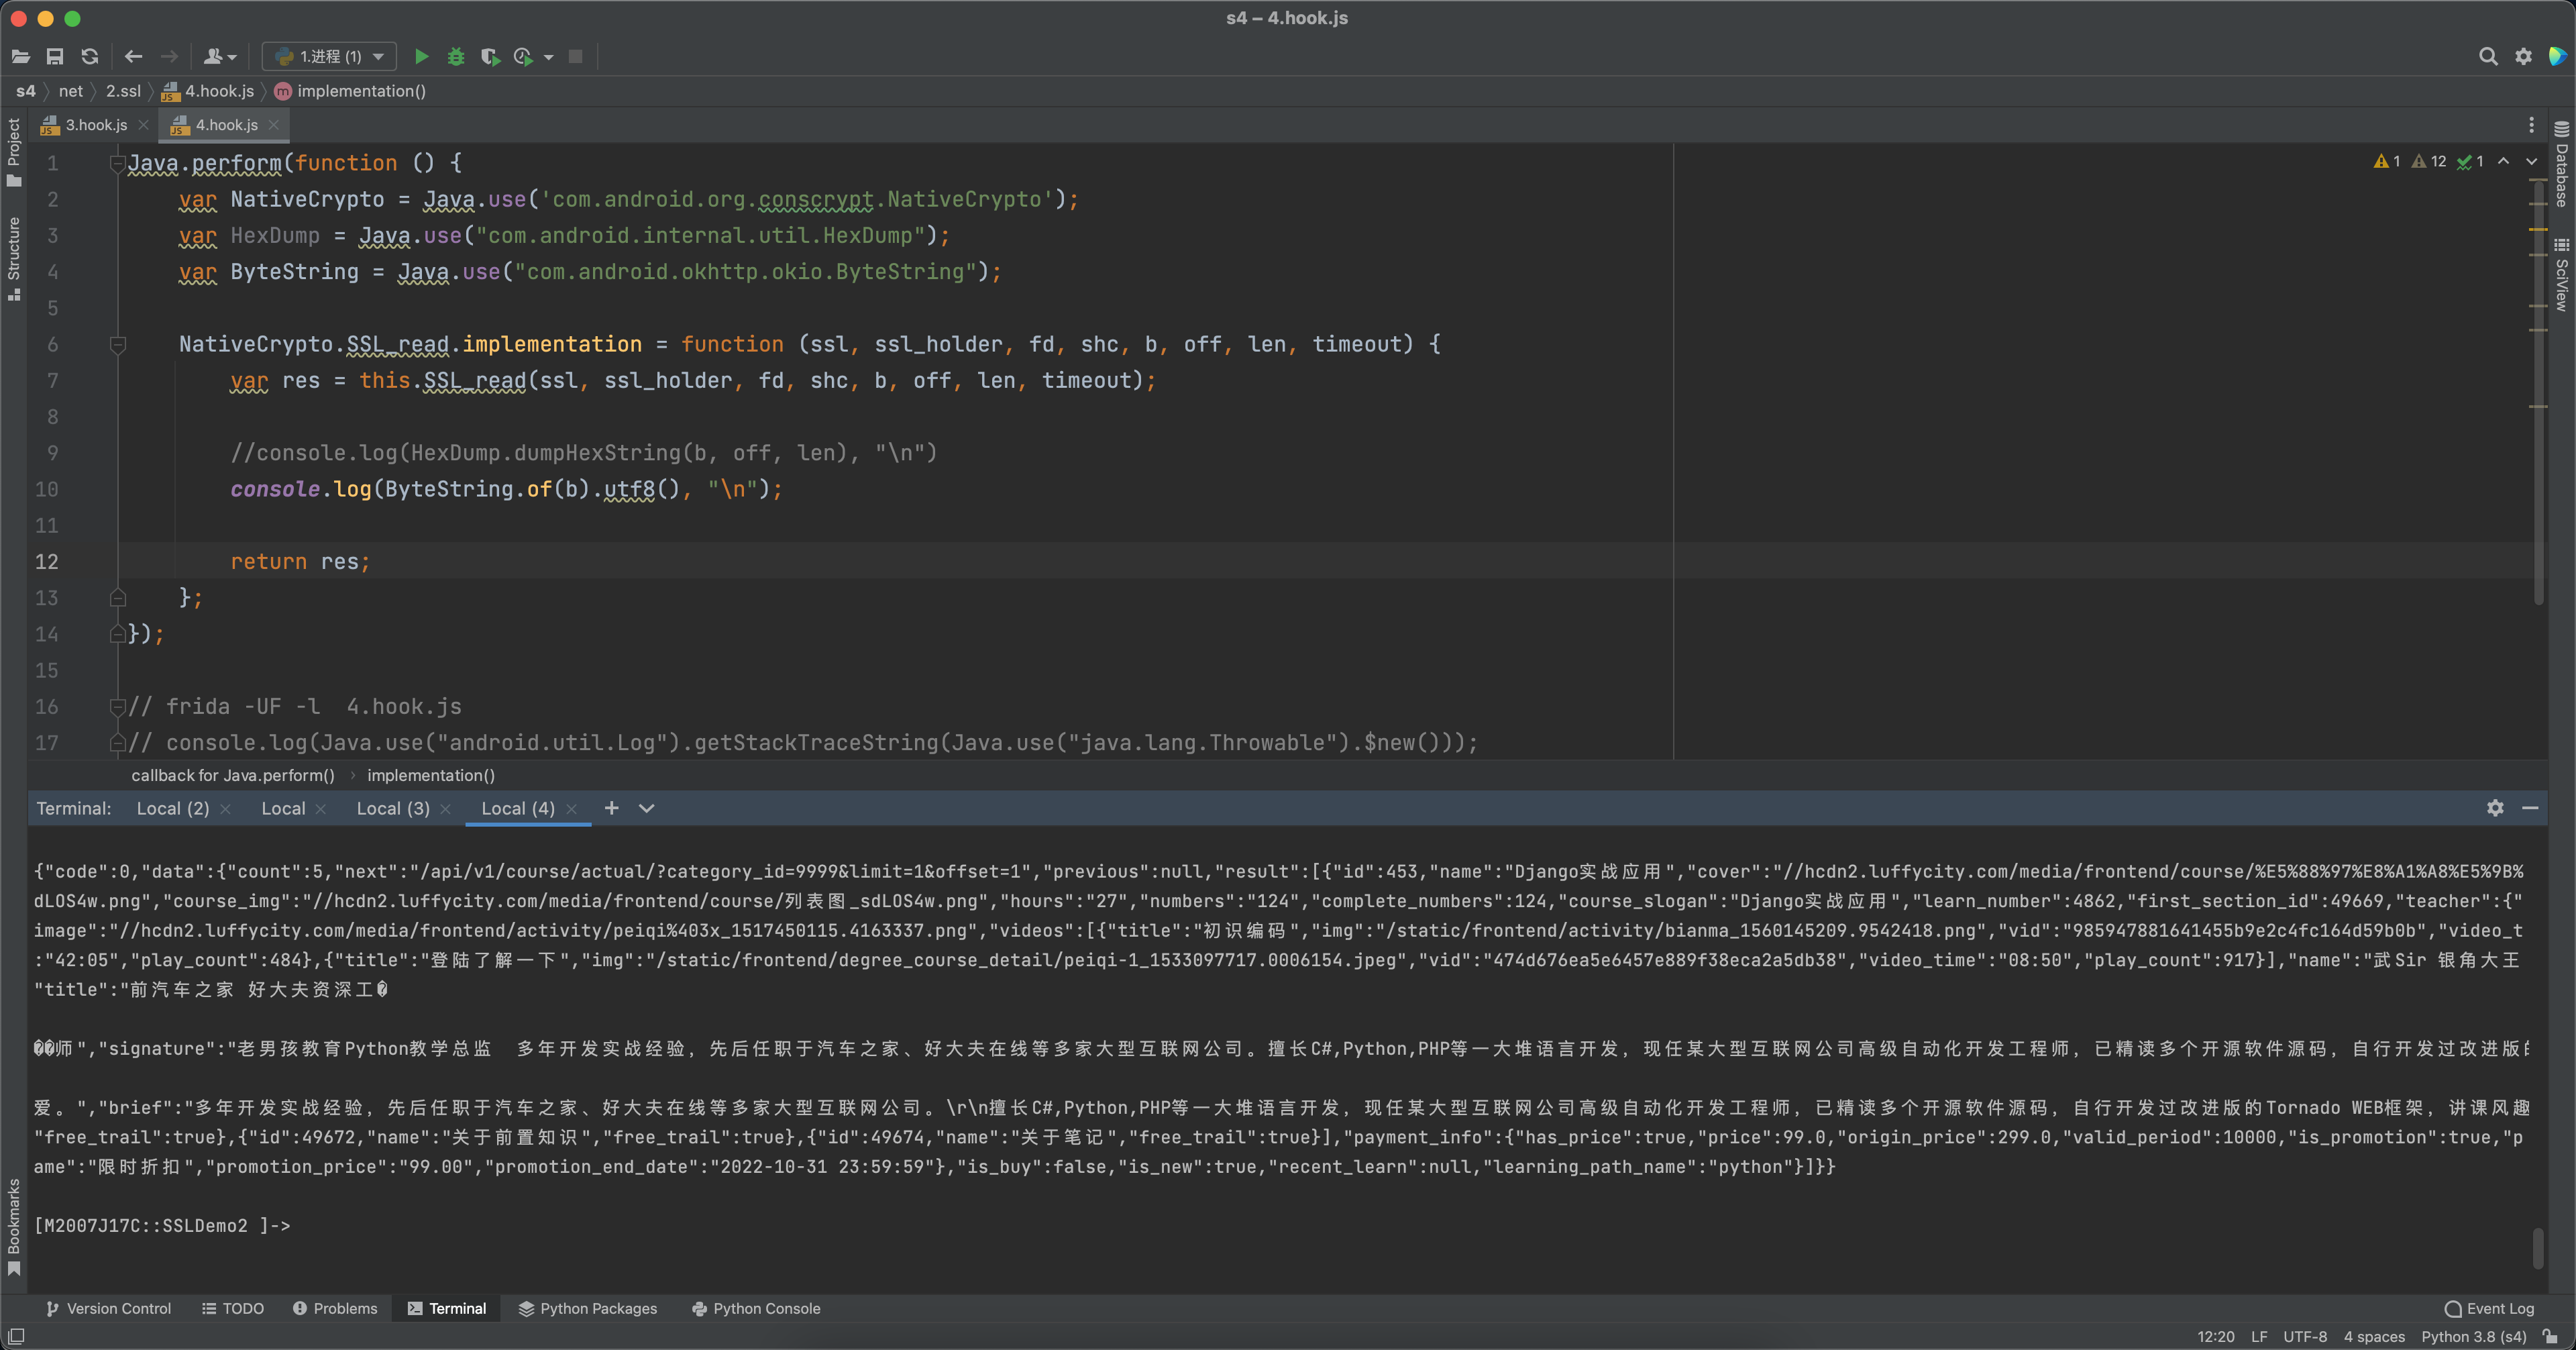 s4 – 4.hook.js
1.进程 (1)
s4 net 2.ssl 4.hook.js m implementation()
3.hook.js 4.hook.js
1 Java.perform(function () {
1 12 1
2 var NativeCrypto = Java.use('com.android.org.conscrypt.NativeCrypto');
3 var HexDump = Java.use("com.android.internal.util.HexDump");
4 var ByteString = Java.use("com.android.okhttp.okio.ByteString");
5
6 NativeCrypto.SSL_read.implementation = function (ssl, ssl_holder, fd, shc, b, off, len, timeout) {
7 var res = this.SSL_read(ssl, ssl_holder, fd, shc, b, off, len, timeout);
8
9 //console.log(HexDump.dumpHexString(b, off, len), "\n")
10 console.log(ByteString.of(b).utf8(), "\n");
11
12 return res;
13 };
14 });
15
16 // frida -UF -l  4.hook.js
17 // console.log(Java.use("android.util.Log").getStackTraceString(Java.use("java.lang.Throwable").$new()));
callback for Java.perform() › implementation()
Project
Structure
Bookmarks
Database
SciView
Terminal: Local (2) Local Local (3) Local (4)
{"code":0,"data":{"count":5,"next":"/api/v1/course/actual/?category_id=9999&limit=1&offset=1","previous":null,"result":[{"id":453,"name":"Django实战应用","cover":"//hcdn2.luffycity.com/media/frontend/course/%E5%88%97%E8%A1%A8%E5%9B%
dLOS4w.png","course_img":"//hcdn2.luffycity.com/media/frontend/course/列表图_sdLOS4w.png","hours":"27","numbers":"124","complete_numbers":124,"course_slogan":"Django实战应用","learn_number":4862,"first_section_id":49669,"teacher":{"
image":"//hcdn2.luffycity.com/media/frontend/activity/peiqi%403x_1517450115.4163337.png","videos":[{"title":"初识编码","img":"/static/frontend/activity/bianma_1560145209.9542418.png","vid":"985947881641455b9e2c4fc164d59b0b","video_t
:"42:05","play_count":484},{"title":"登陆了解一下","img":"/static/frontend/degree_course_detail/peiqi-1_1533097717.0006154.jpeg","vid":"474d676ea5e6457e889f38eca2a5db38","video_time":"08:50","play_count":917}],"name":"武Sir 银角大王
"title":"前汽车之家 好大夫资深工�
��师","signature":"老男孩教育Python教学总监  多年开发实战经验，先后任职于汽车之家、好大夫在线等多家大型互联网公司。擅长C#,Python,PHP等一大堆语言开发，现任某大型互联网公司高级自动化开发工程师，已精读多个开源软件源码，自行开发过改进版
爱。","brief":"多年开发实战经验，先后任职于汽车之家、好大夫在线等多家大型互联网公司。\r\n擅长C#,Python,PHP等一大堆语言开发，现任某大型互联网公司高级自动化开发工程师，已精读多个开源软件源码，自行开发过改进版的Tornado WEB框架，讲课风趣
"free_trail":true},{"id":49672,"name":"关于前置知识","free_trail":true},{"id":49674,"name":"关于笔记","free_trail":true}],"payment_info":{"has_price":true,"price":99.0,"origin_price":299.0,"valid_period":10000,"is_promotion":true,"p
ame":"限时折扣","promotion_price":"99.00","promotion_end_date":"2022-10-31 23:59:59"},"is_buy":false,"is_new":true,"recent_learn":null,"learning_path_name":"python"}]}}
[M2007J17C::SSLDemo2 ]->
Version Control TODO Problems Terminal Python Packages Python Console Event Log
12:20 LF UTF-8 4 spaces Python 3.8 (s4)